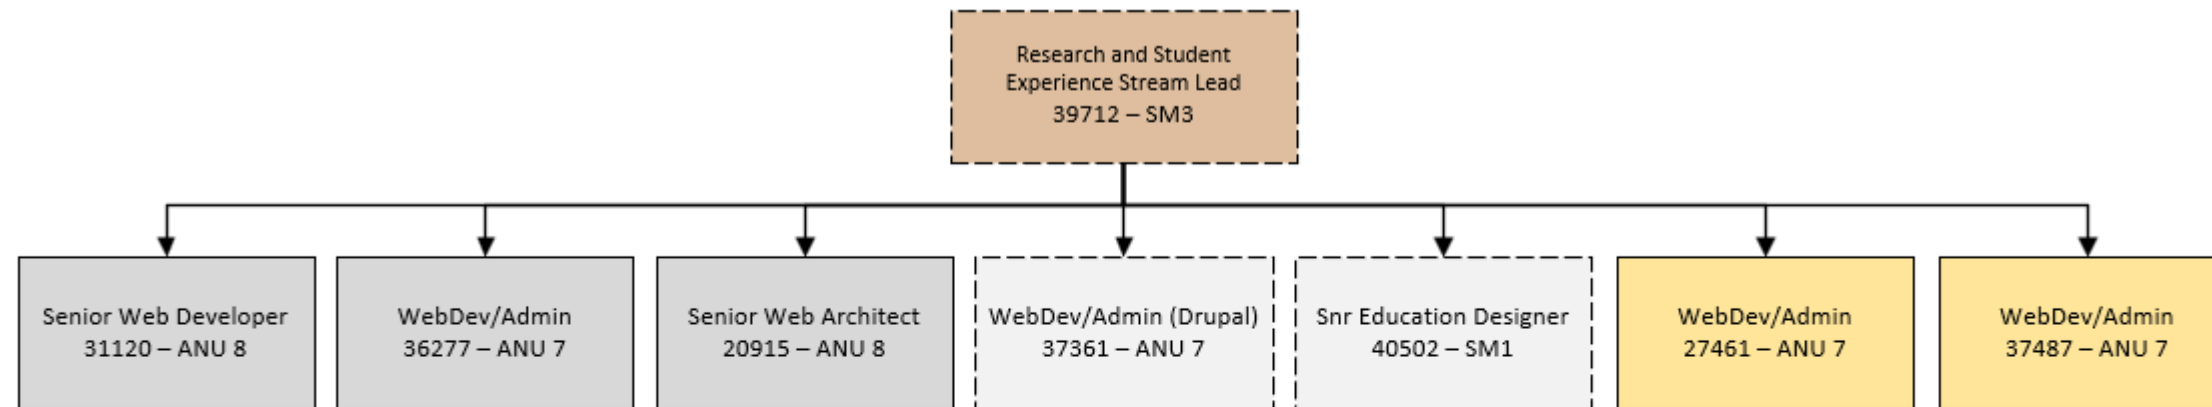 Research and Student
Experience Stream Lead
39712 – SM3
Senior Web Developer
31120 – ANU 8
WebDev/Admin
36277 – ANU 7
Senior Web Architect
20915 – ANU 8
WebDev/Admin (Drupal)
37361 – ANU 7
Snr Education Designer
40502 – SM1
WebDev/Admin
27461 – ANU 7
WebDev/Admin
37487 – ANU 7